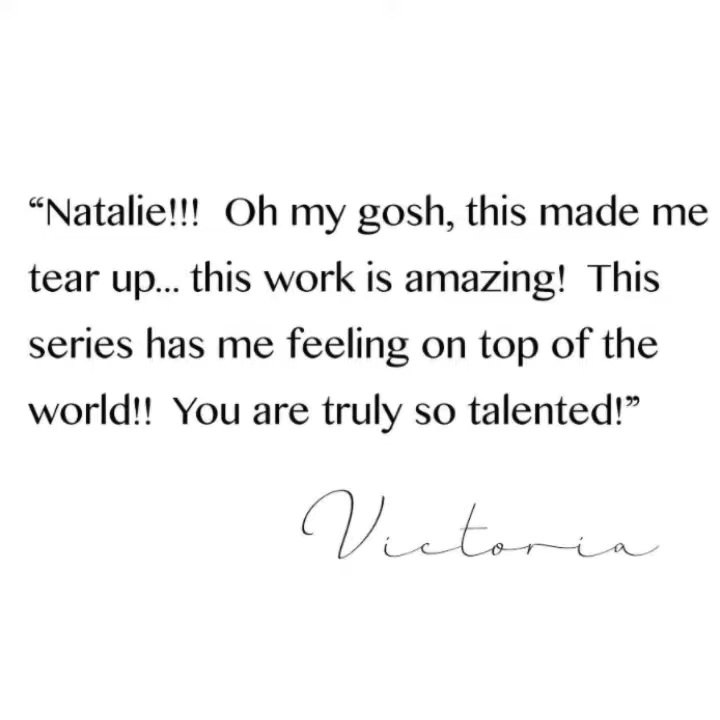 “Natalie!!!  Oh my gosh, this made me
tear up... this work is amazing!  This
series has me feeling on top of the
world!!  You are truly so talented!”
Victoria